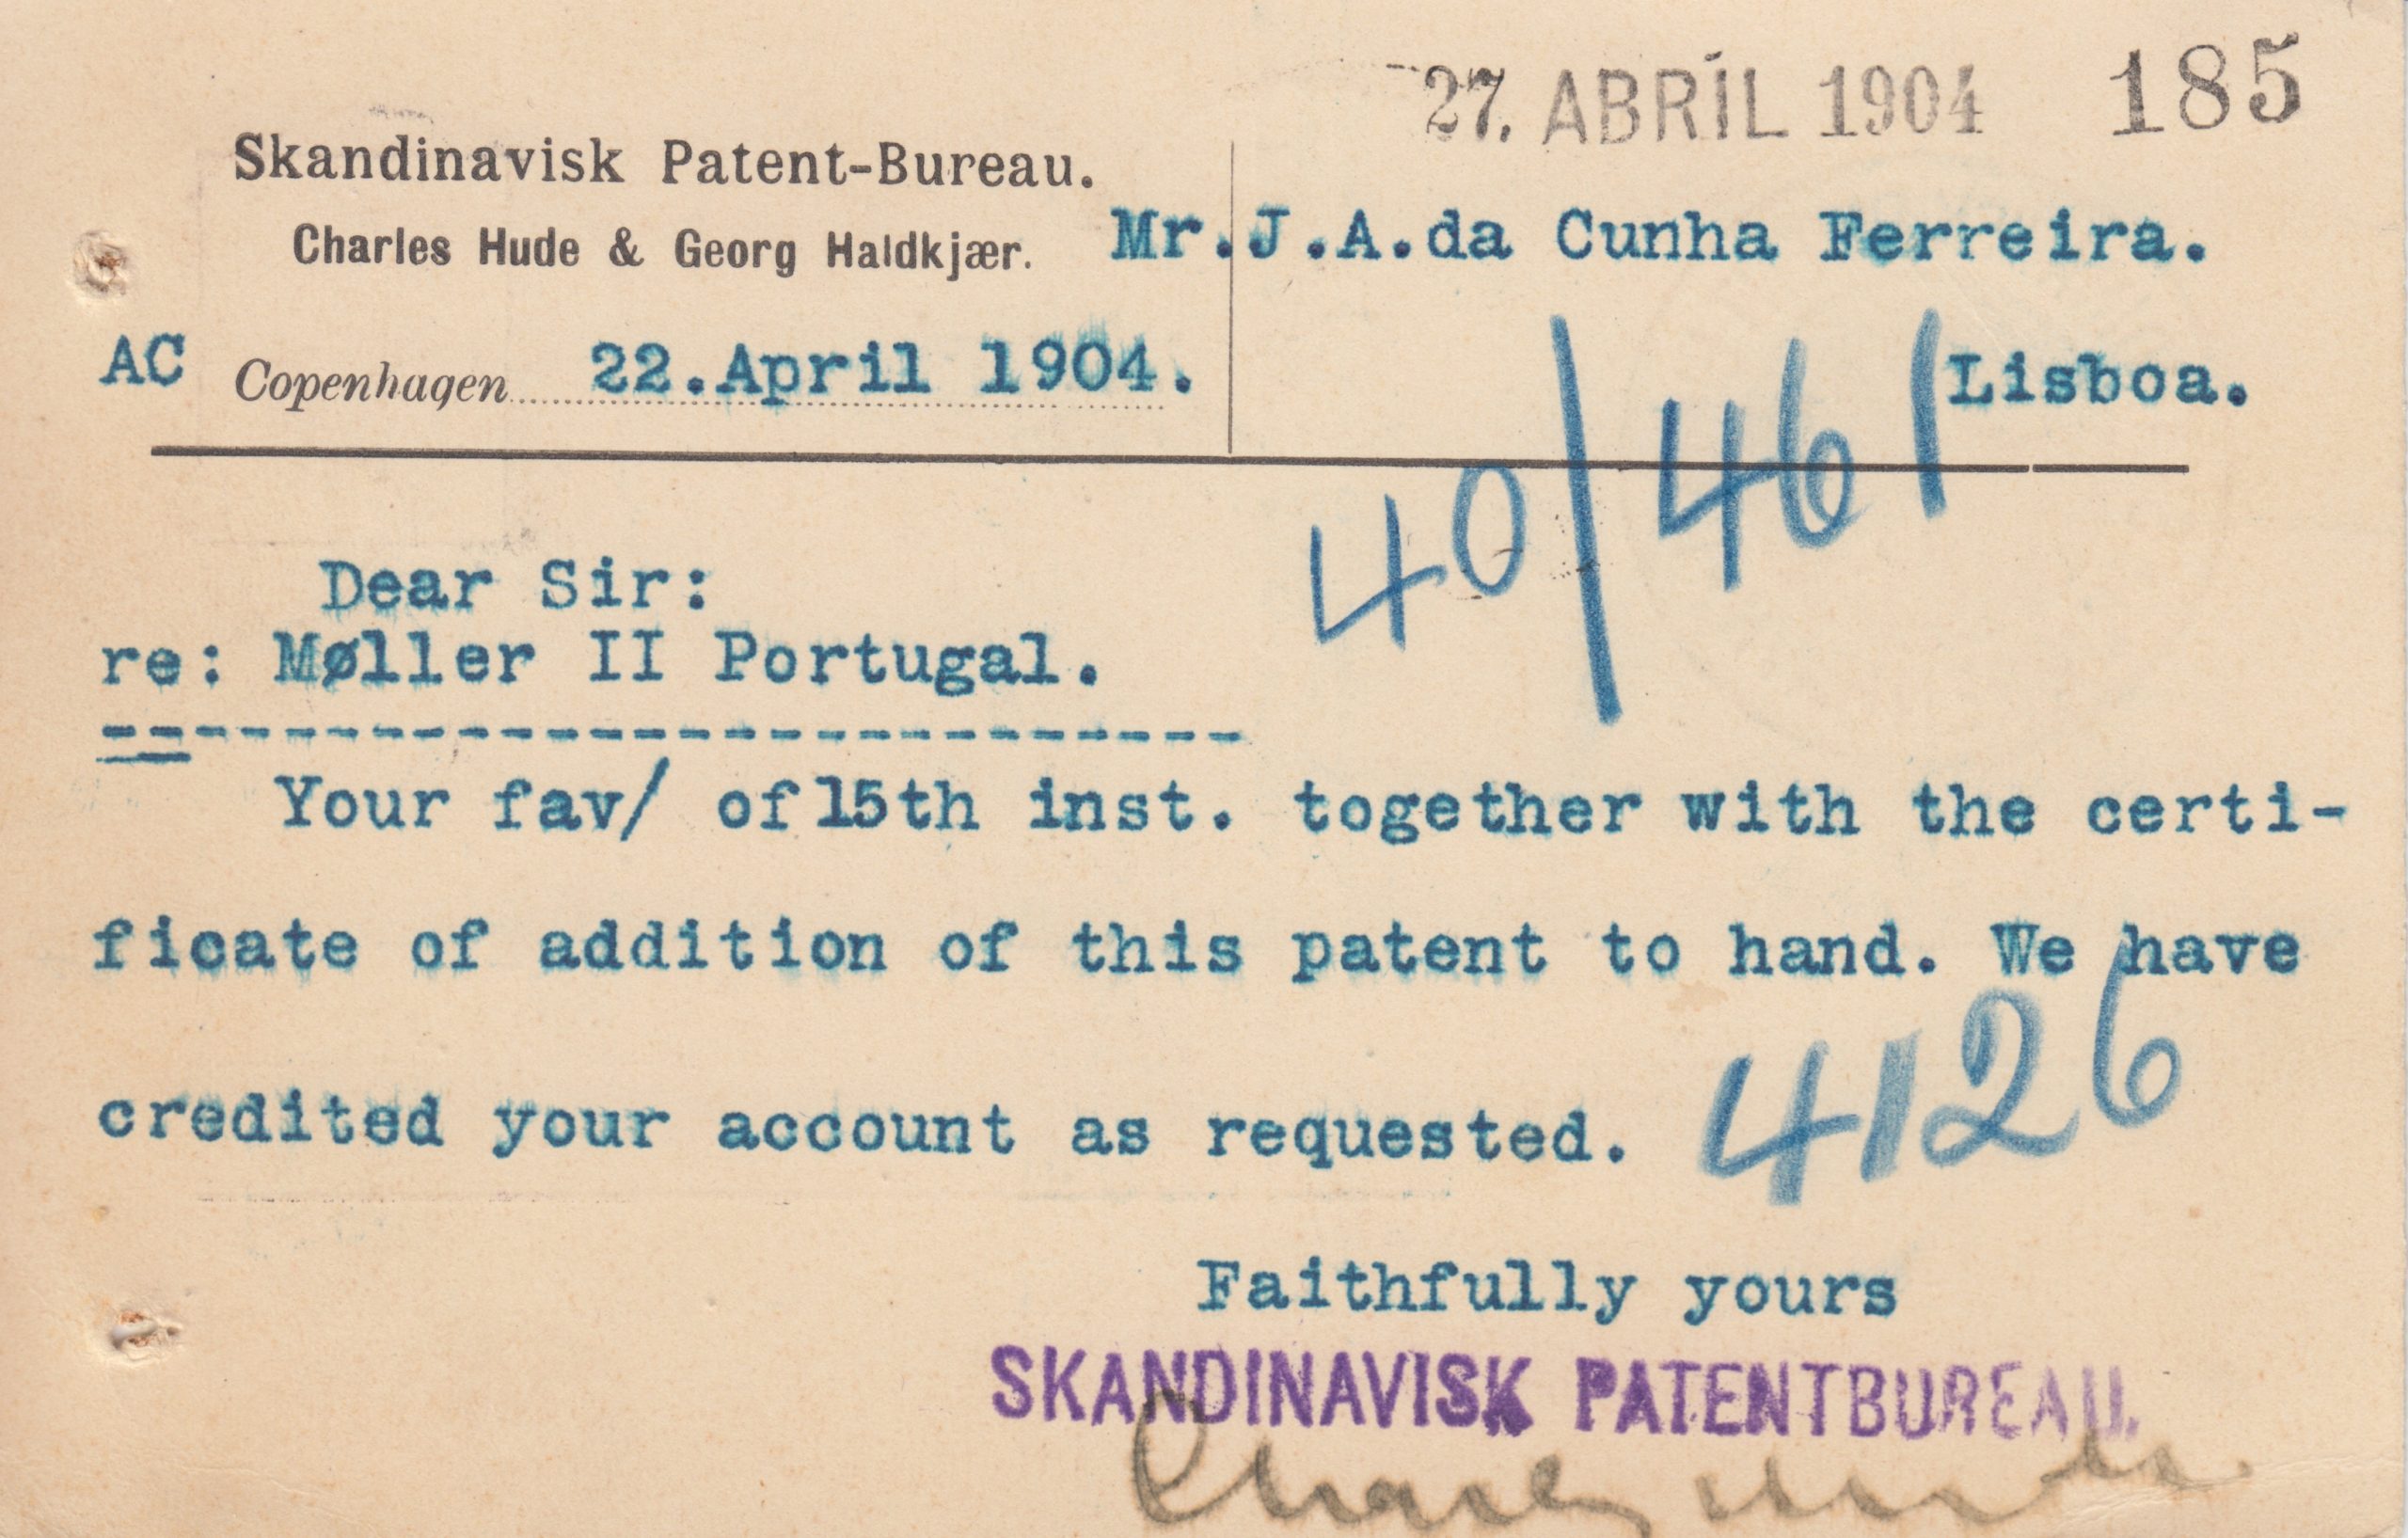 27. ABRIL 1904 185
Skandinavisk Patent-Bureau.
Charles Hude & Georg Haldkjær.
Mr.J.A.da Cunha Ferreira.
AC Copenhagen 22.April 1904.
Lisboa.
40/461
Dear Sir:
re: Møller II Portugal.
Your fav/ of 15th inst. together with the certi-
ficate of addition of this patent to hand. We have
credited your account as requested.
4126
Faithfully yours
SKANDINAVISK PATENTBUREAU.
Charles Hude